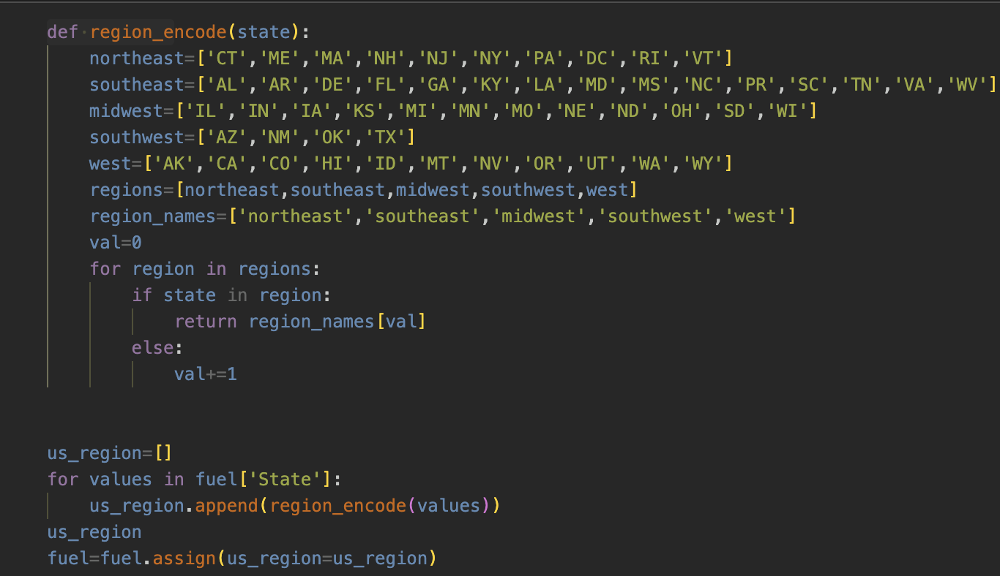 def region_encode(state):
    northeast=['CT','ME','MA','NH','NJ','NY','PA','DC','RI','VT']
    southeast=['AL','AR','DE','FL','GA','KY','LA','MD','MS','NC','PR','SC','TN','VA','WV']
    midwest=['IL','IN','IA','KS','MI','MN','MO','NE','ND','OH','SD','WI']
    southwest=['AZ','NM','OK','TX']
    west=['AK','CA','CO','HI','ID','MT','NV','OR','UT','WA','WY']
    regions=[northeast,southeast,midwest,southwest,west]
    region_names=['northeast','southeast','midwest','southwest','west']
    val=0
    for region in regions:
        if state in region:
            return region_names[val]
        else:
            val+=1
us_region=[]
for values in fuel['State']:
    us_region.append(region_encode(values))
us_region
fuel=fuel.assign(us_region=us_region)